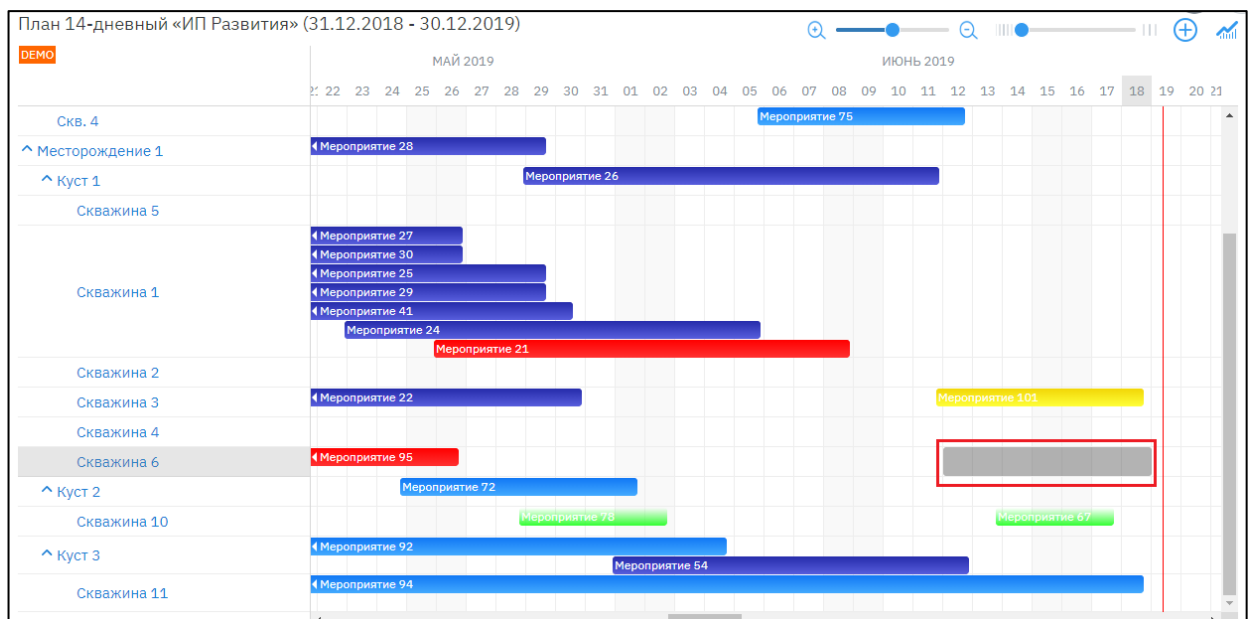 План 14-дневный «ИП Развития» (31.12.2018 - 30.12.2019)
DEMO
МАЙ 2019 ИЮНЬ 2019
22 23 24 25 26 27 28 29 30 31 01 02 03 04 05 06 07 08 09 10 11 12 13 14 15 16 17 18 19 20 21
Скв. 4 Мероприятие 75
Месторождение 1 Мероприятие 28
Куст 1 Мероприятие 26
Скважина 5
Мероприятие 27
Мероприятие 30
Мероприятие 25
Скважина 1 Мероприятие 29
Мероприятие 41
Мероприятие 24
Мероприятие 21
Скважина 2
Скважина 3 Мероприятие 22 Мероприятие 101
Скважина 4
Скважина 6 Мероприятие 95
Куст 2 Мероприятие 72
Скважина 10 Мероприятие 78 Мероприятие 67
Куст 3 Мероприятие 92
Мероприятие 54
Скважина 11 Мероприятие 94